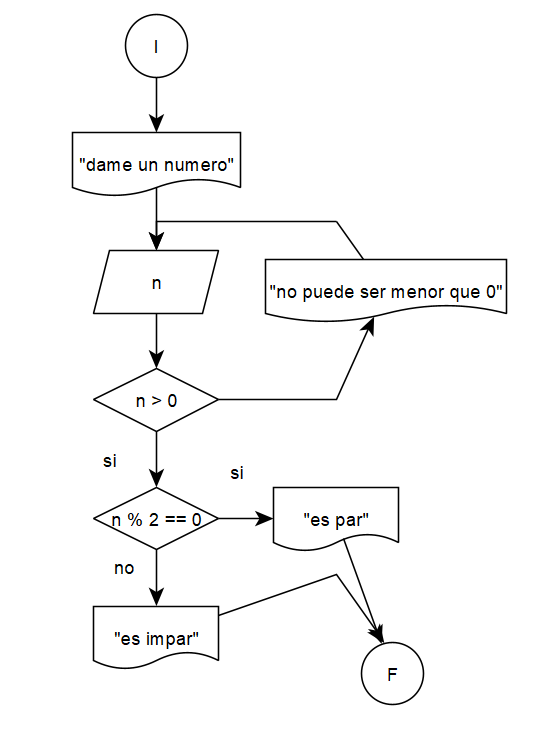 I
"dame un numero"
n
"no puede ser menor que 0"
n > 0
si
si
n % 2 == 0
"es par"
no
"es impar"
F